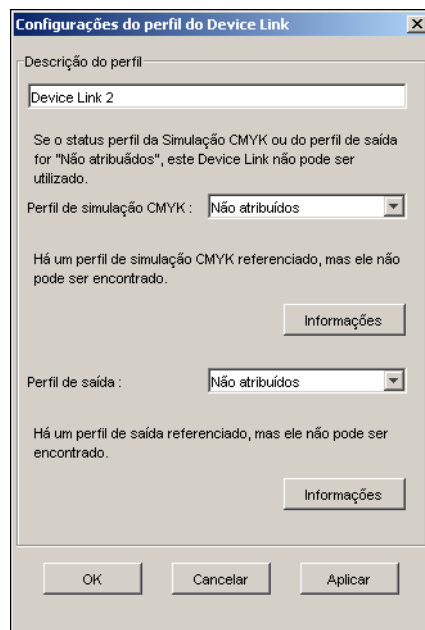 Configurações do perfil do Device Link
Descrição do perfil
Device Link 2
Se o status perfil da Simulação CMYK ou do perfil de saída
for "Não atribuãdos", este Device Link não pode ser
utilizado.
Perfil de simulação CMYK : Não atribuídos
Há um perfil de simulação CMYK referenciado, mas ele não
pode ser encontrado.
Informações
Perfil de saída : Não atribuídos
Há um perfil de saída referenciado, mas ele não pode ser
encontrado.
Informações
OK Cancelar Aplicar